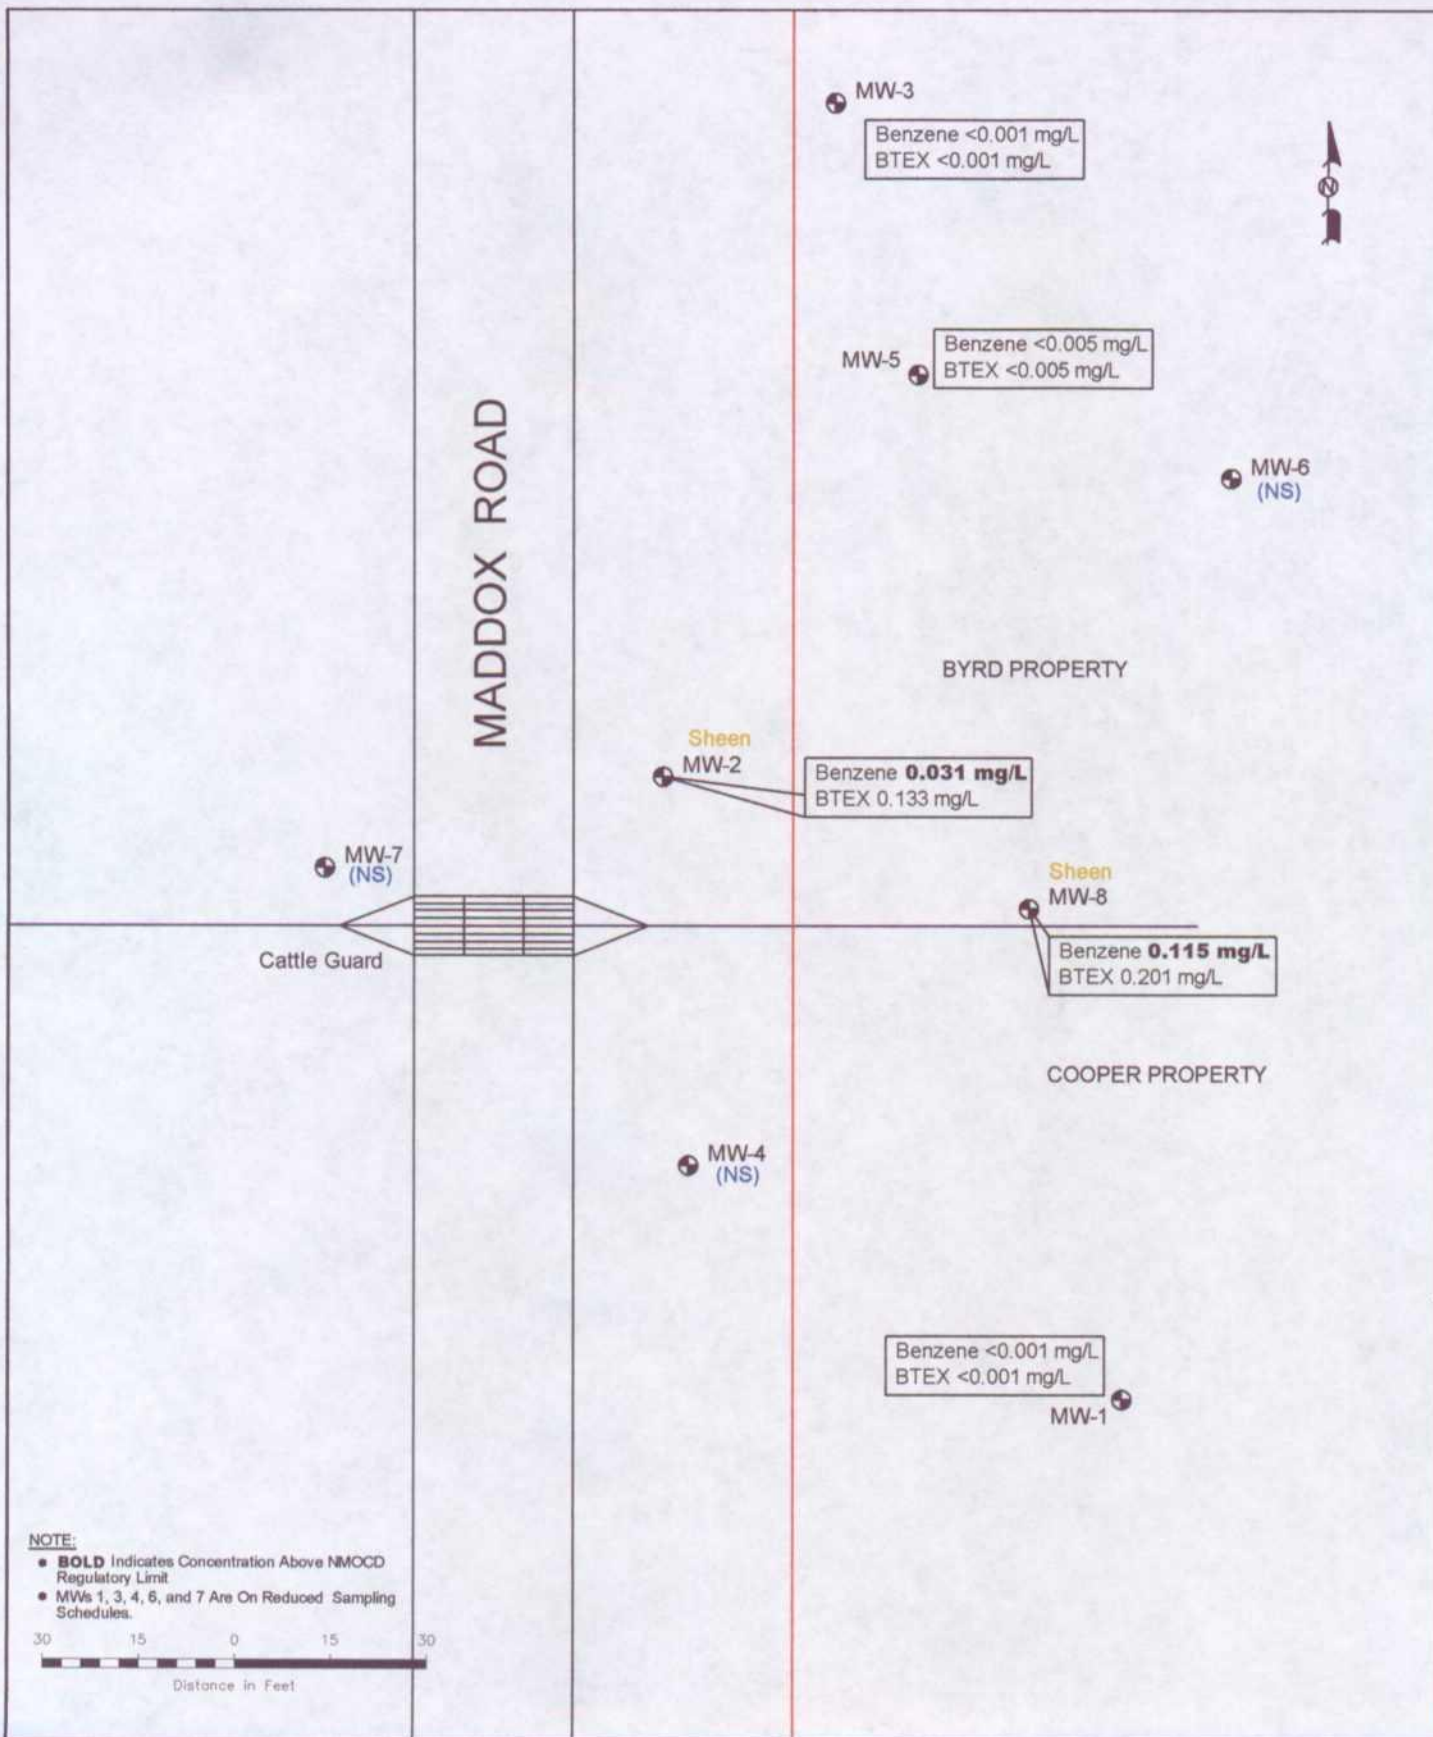 MW-3
Benzene <0.001 mg/L
BTEX <0.001 mg/L
N
MW-5
Benzene <0.005 mg/L
BTEX <0.005 mg/L
MW-6
(NS)
MADDOX ROAD
BYRD PROPERTY
Sheen
MW-2
Benzene 0.031 mg/L
BTEX 0.133 mg/L
MW-7
(NS)
Sheen
MW-8
Cattle Guard
Benzene 0.115 mg/L
BTEX 0.201 mg/L
COOPER PROPERTY
MW-4
(NS)
Benzene <0.001 mg/L
BTEX <0.001 mg/L
MW-1
NOTE:
BOLD Indicates Concentration Above NMOCD
Regulatory Limit
MWs 1, 3, 4, 6, and 7 Are On Reduced Sampling
Schedules.
30 15 0 15 30
Distance in Feet